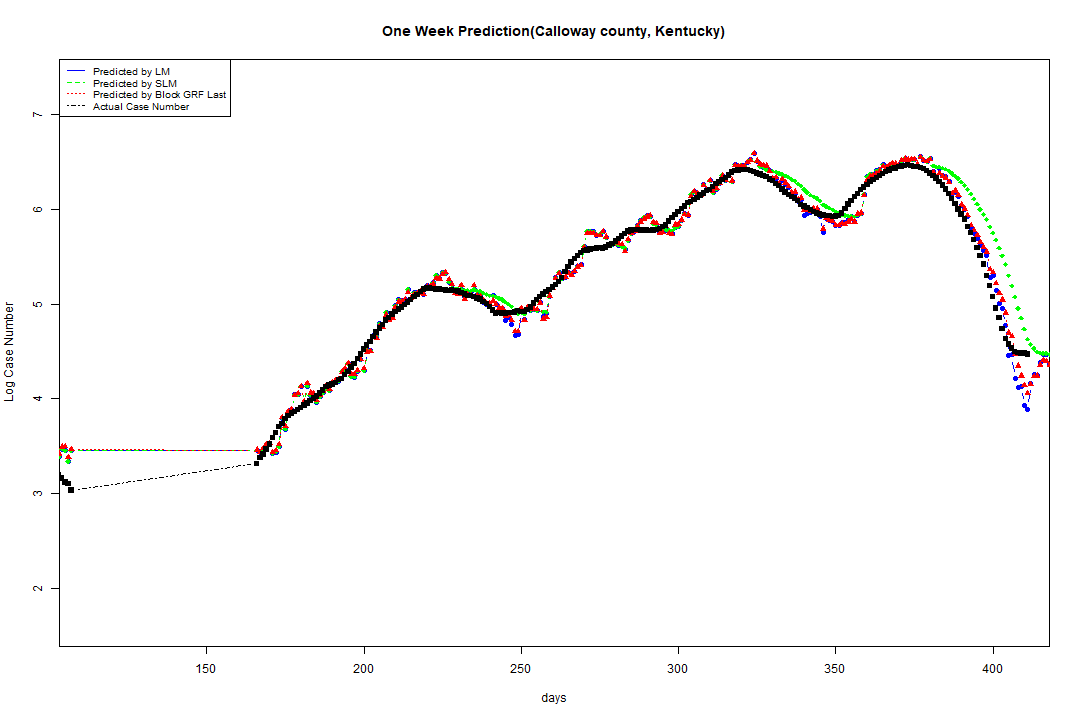 One Week Prediction(Calloway county, Kentucky)
Predicted by LM
Predicted by SLM
Predicted by Block GRF Last
Actual Case Number
7
6
5
4
3
2
Log Case Number
150 200 250 300 350 400
days